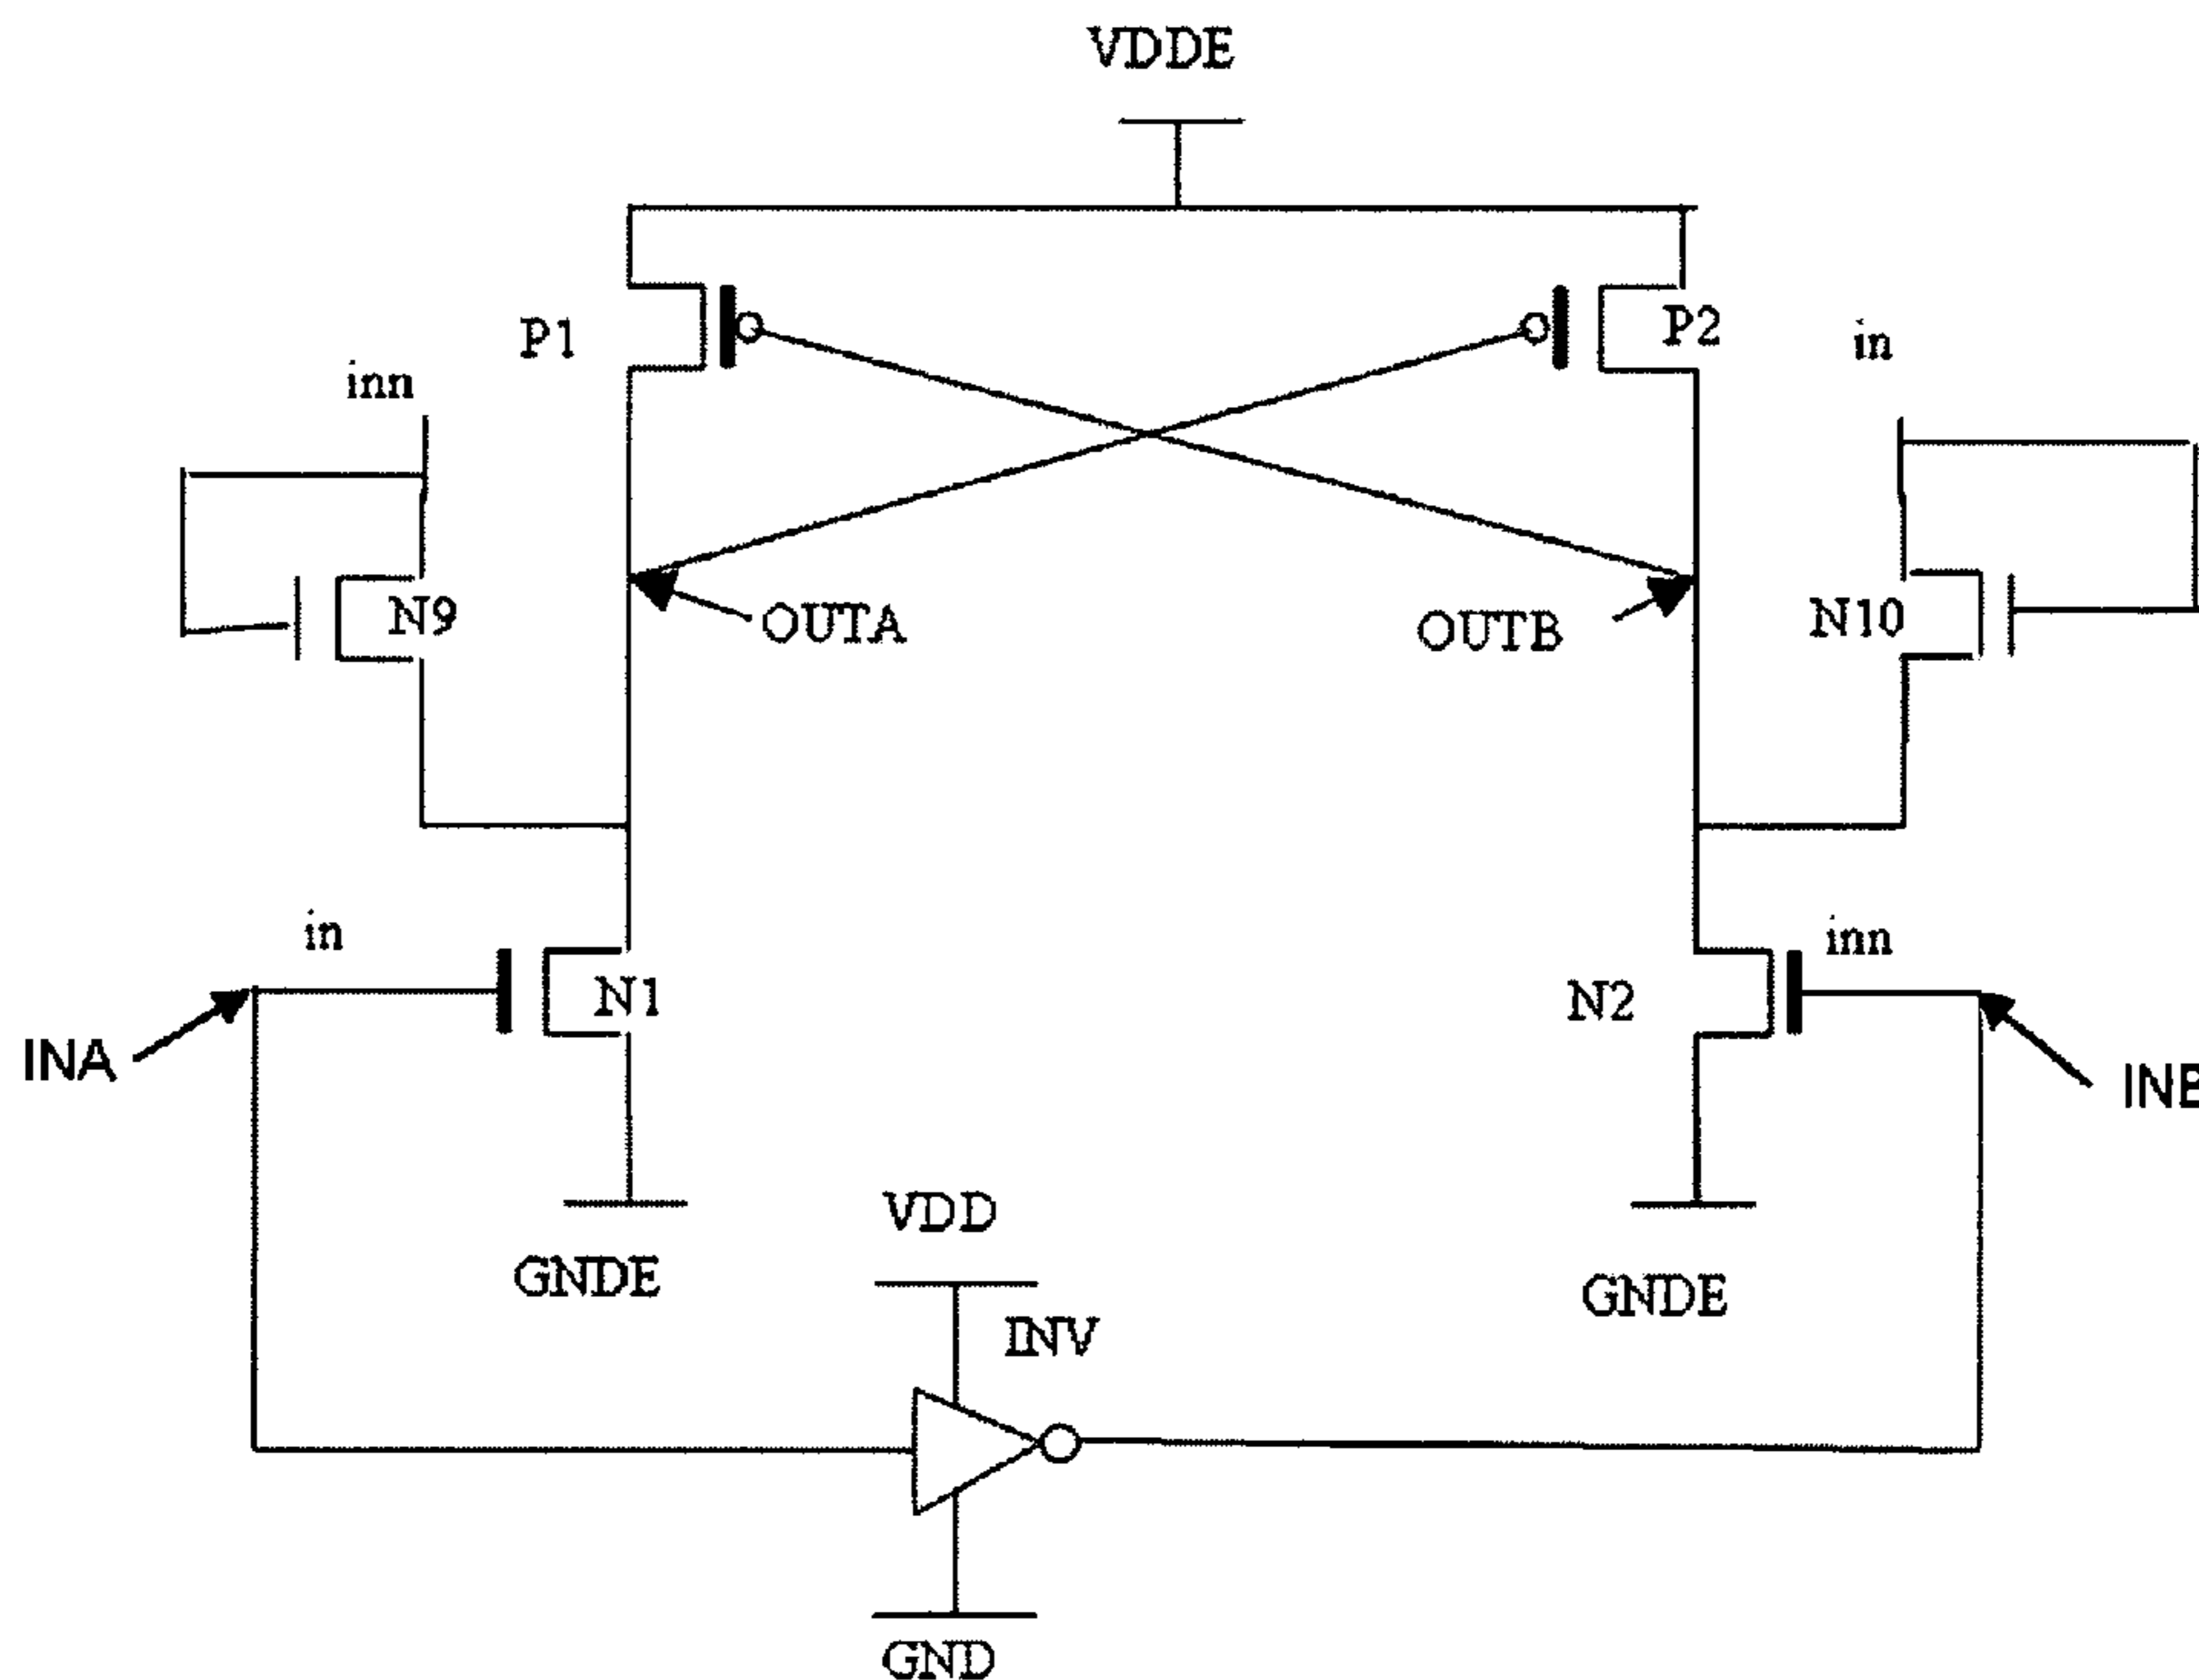 VDDE
P1
P2
in
inn
N9
OUTA
OUTB
N10
in
N1
N2
inn
INA
INB
VDD
GNDE
GNDE
INV
GND